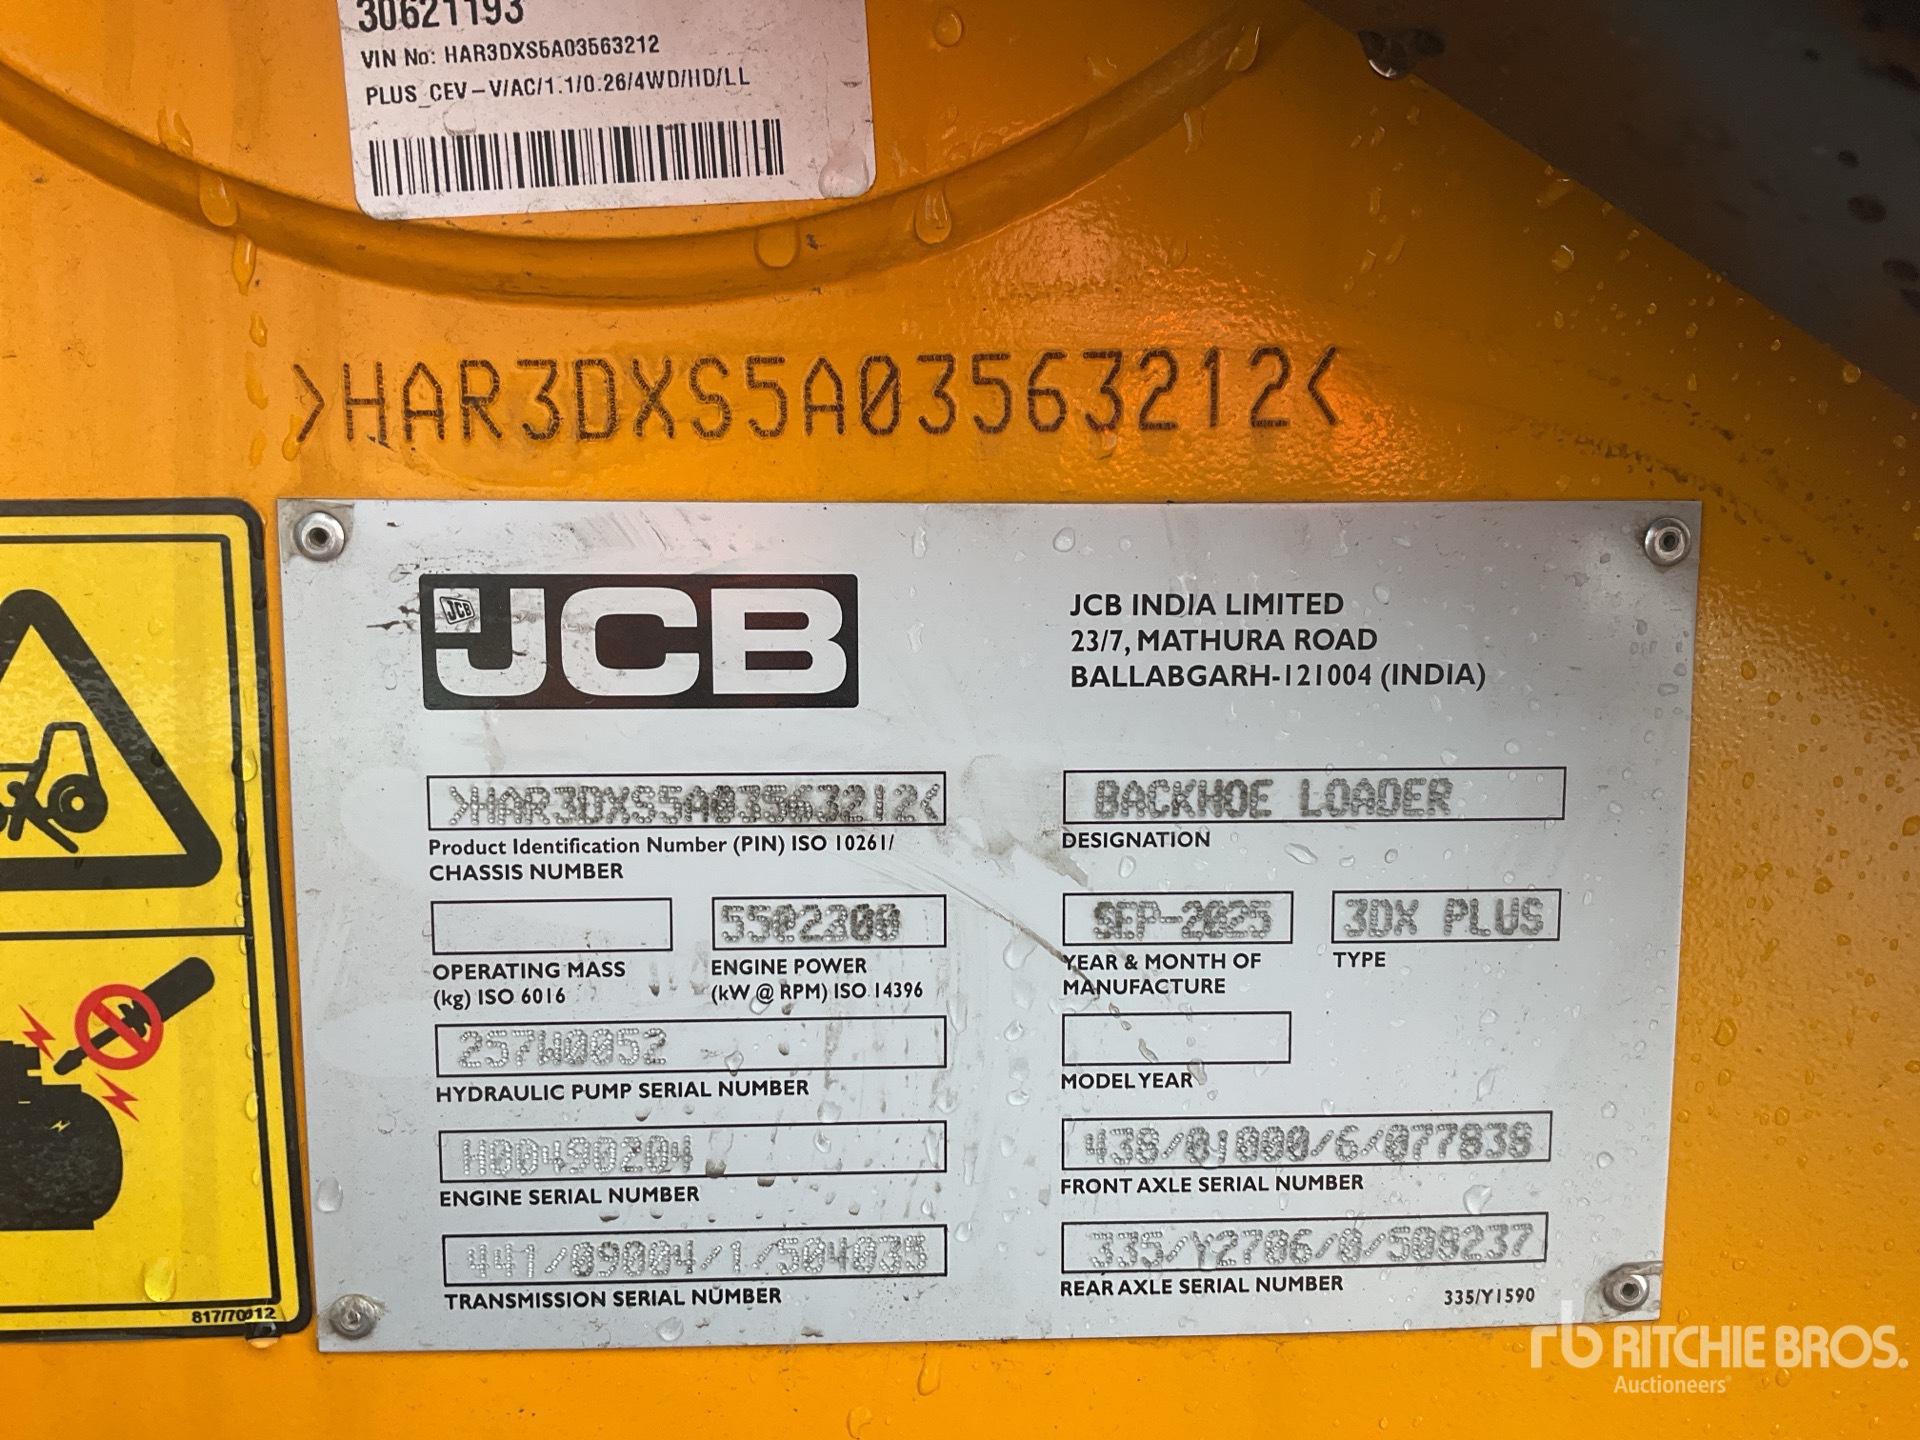 30621193
VIN No: HAR3DXS5A03563212
PLUS_CEV-V/AC/1.1/0.26/4WD/HD/LL
>HAR3DXS5A03563212<
JCB
JCB
JCB INDIA LIMITED
23/7, MATHURA ROAD
BALLABGARH-121004 (INDIA)
>HAR3DXS5A03563212<
Product Identification Number (PIN) ISO 10261/
CHASSIS NUMBER
BACKHOE LOADER
DESIGNATION
OPERATING MASS
(kg) ISO 6016
5502200
ENGINE POWER
(kW @ RPM) ISO 14396
SEP-2025
YEAR & MONTH OF
MANUFACTURE
3DX PLUS
TYPE
257W0052
HYDRAULIC PUMP SERIAL NUMBER
MODEL YEAR
H00490204
ENGINE SERIAL NUMBER
438/01000/6/077838
FRONT AXLE SERIAL NUMBER
441/09004/1/504035
TRANSMISSION SERIAL NUMBER
335/Y2706/0/508237
REAR AXLE SERIAL NUMBER
335/Y1590
817/70112
rb RITCHIE BROS.
Auctioneers